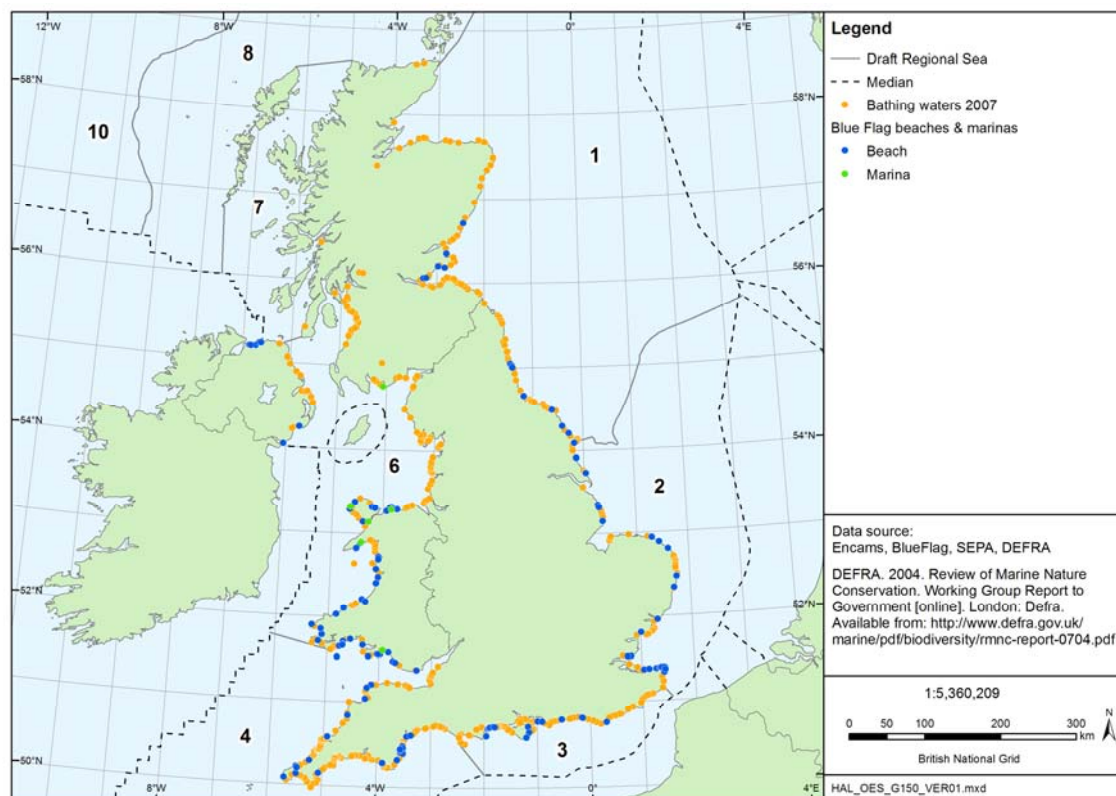 8°W
4°W
0°
4°E
58°N
58°N
56°N
56°N
54°N
54°N
52°N
52°N
50°N
8°W
4°W
0°
8
10
1
7
6
2
4
3
Legend
Draft Regional Sea
Median
Bathing waters 2007
Blue Flag beaches & marinas
Beach
Marina
Data source:
Encams, BlueFlag, SEPA, DEFRA
DEFRA. 2004. Review of Marine Nature
Conservation. Working Group Report to
Government [online]. London: Defra.
Available from: http://www.defra.gov.uk/
marine/pdf/biodiversity/rmnc-report-0704.pdf
1:5,360,209
0 50 100 200 300
km
N
British National Grid
HAL_OES_G150_VER01.mxd